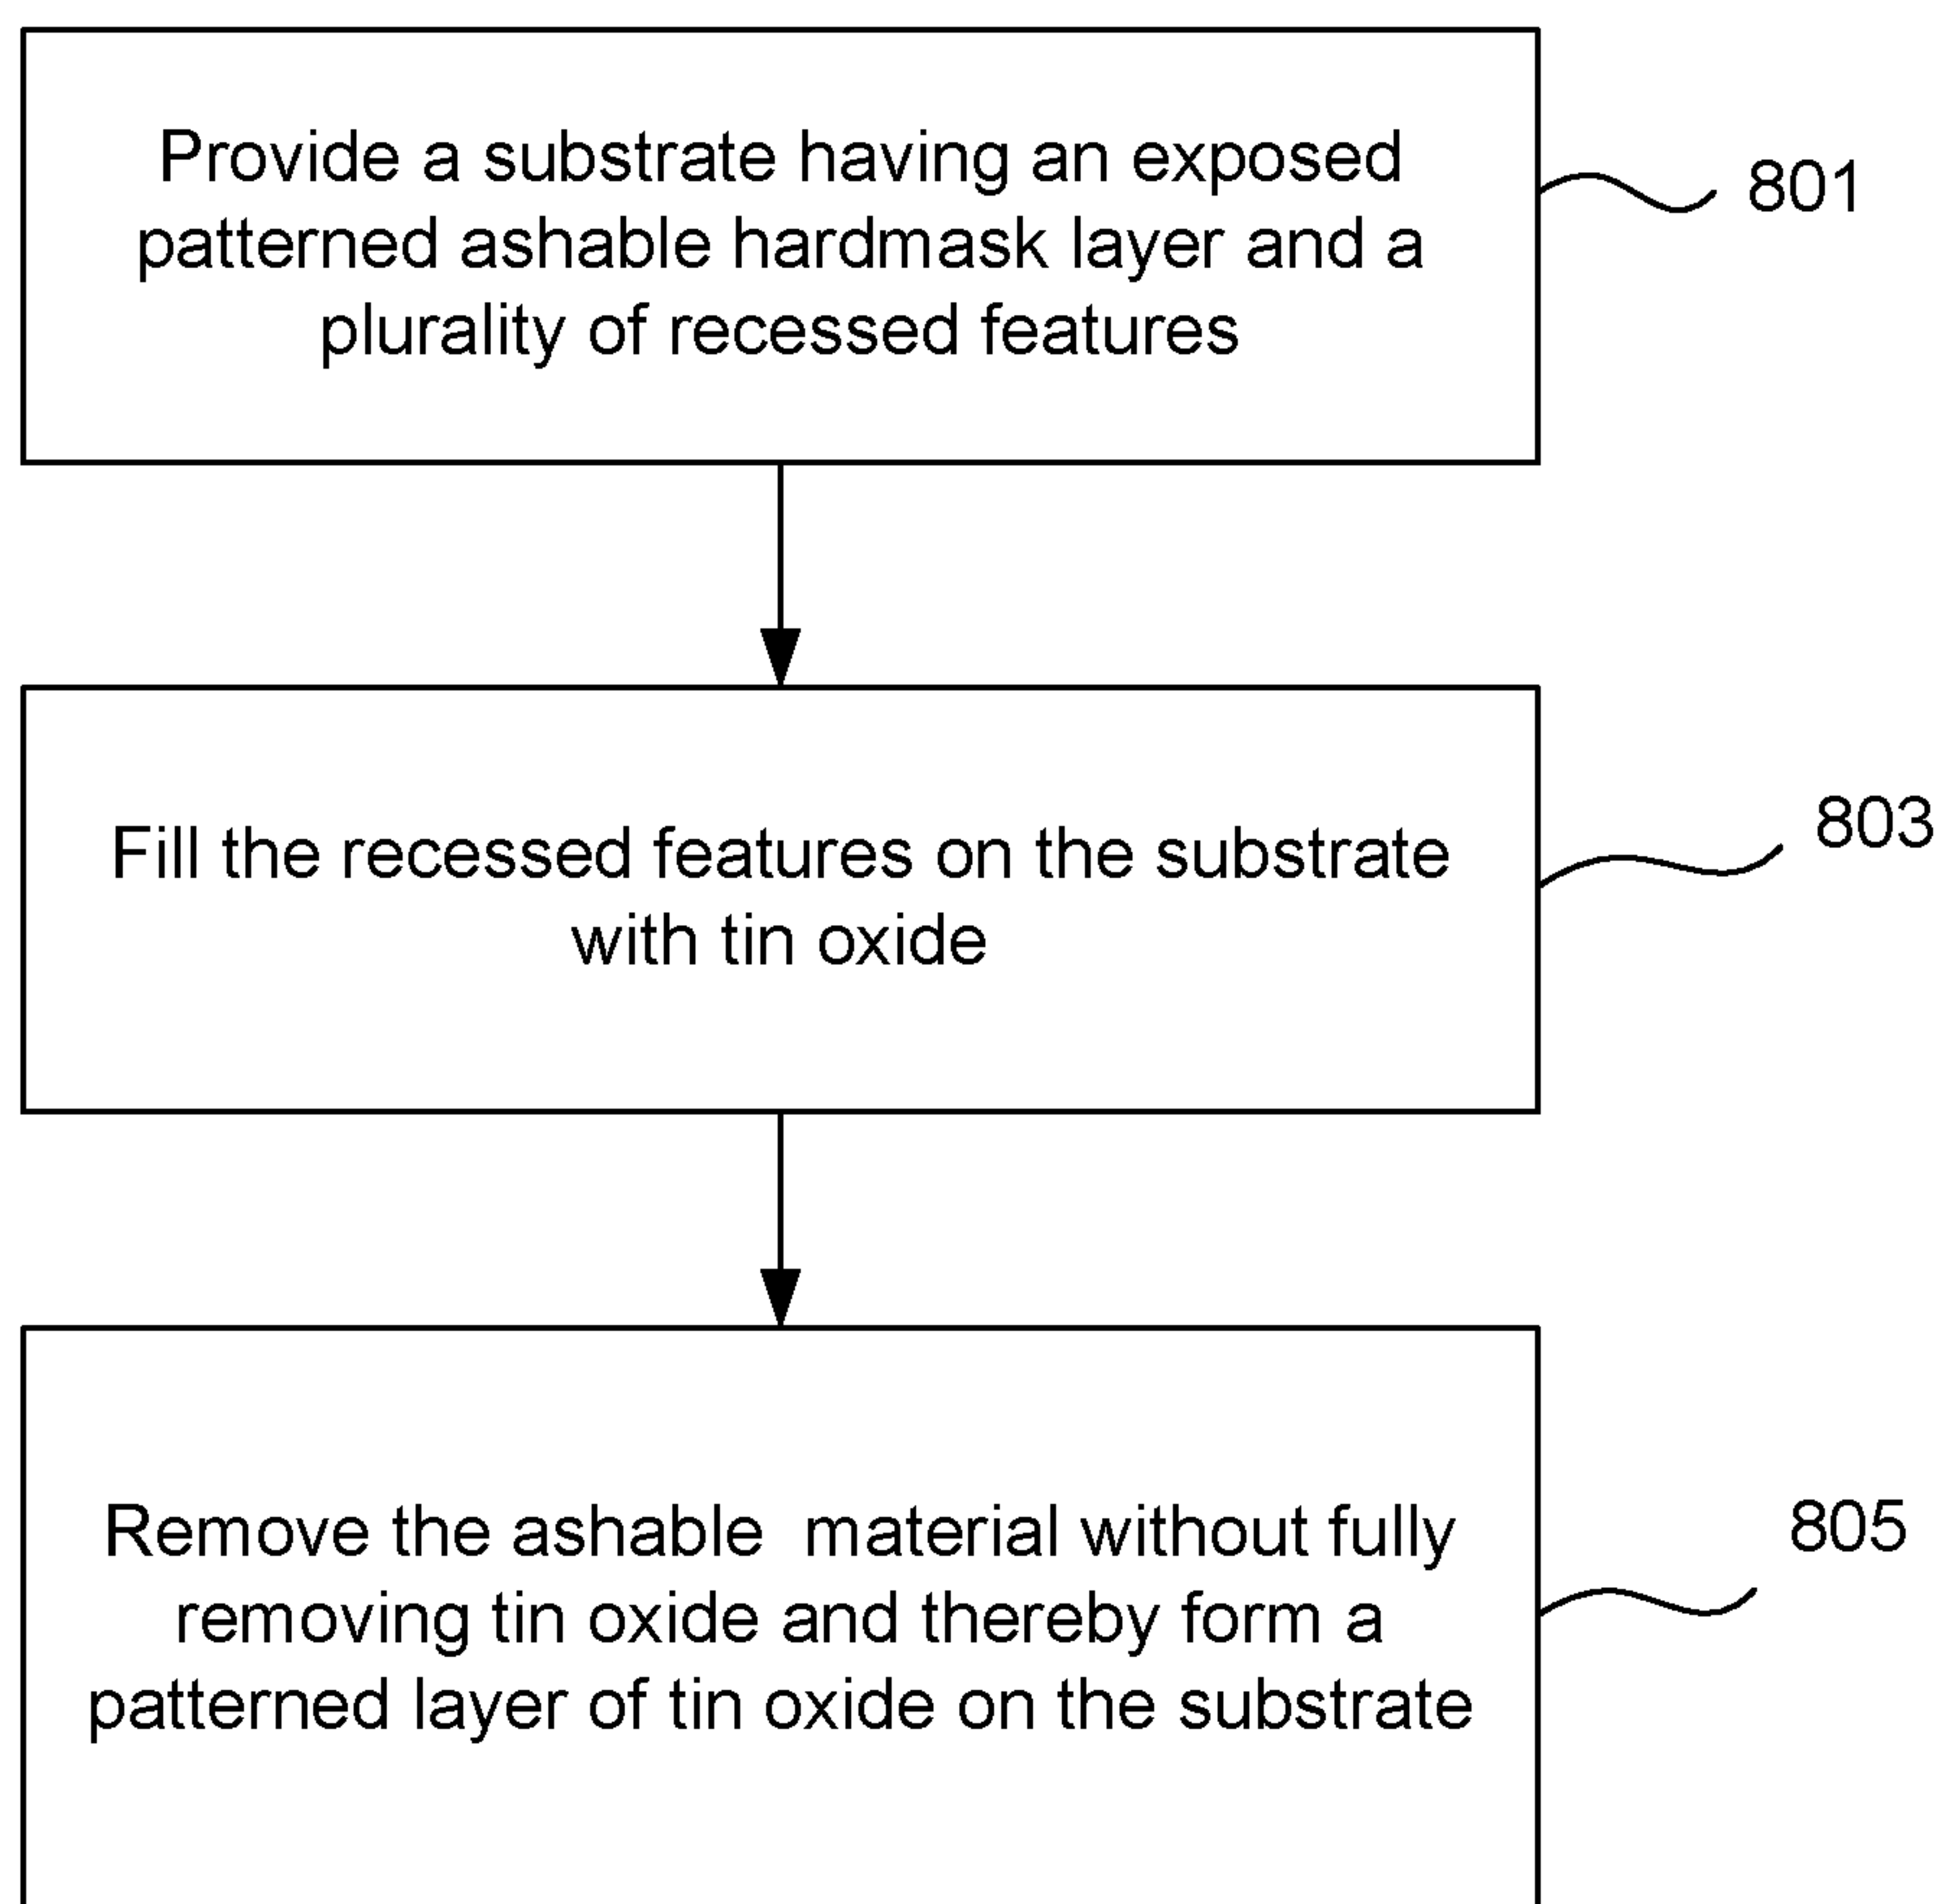 Provide a substrate having an exposed
patterned ashable hardmask layer and a
plurality of recessed features
801
Fill the recessed features on the substrate
with tin oxide
803
Remove the ashable  material without fully
removing tin oxide and thereby form a
patterned layer of tin oxide on the substrate
805